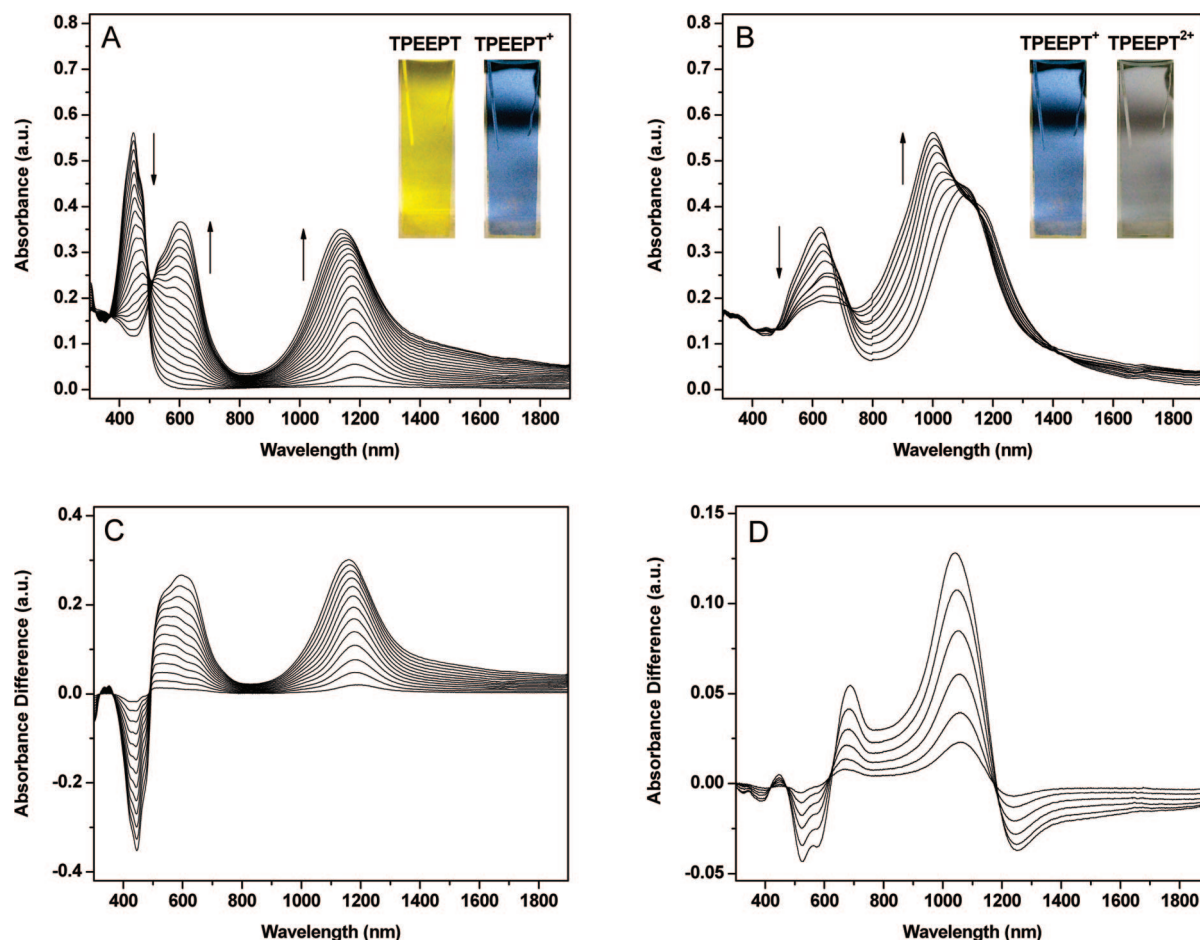 A
TPEEPT TPEEPT+
Absorbance (a.u.)
0.8
0.7
0.6
0.5
0.4
0.3
0.2
0.1
0.0
400 600 800 1000 1200 1400 1600 1800
Wavelength (nm)
B
TPEEPT+ TPEEPT2+
Absorbance (a.u.)
0.8
0.7
0.6
0.5
0.4
0.3
0.2
0.1
0.0
400 600 800 1000 1200 1400 1600 1800
Wavelength (nm)
C
Absorbance Difference (a.u.)
0.4
0.2
0.0
-0.2
-0.4
400 600 800 1000 1200 1400 1600 1800
Wavelength (nm)
D
Absorbance Difference (a.u.)
0.15
0.10
0.05
0.00
-0.05
400 600 800 1000 1200 1400 1600 1800
Wavelength (nm)